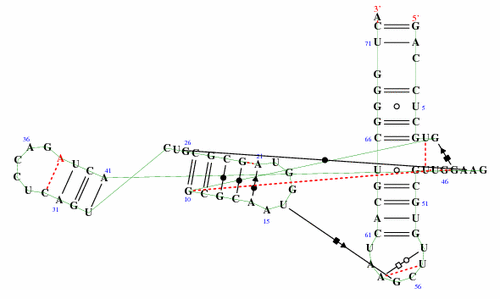 3'
A 5'
G
71 U A
C
G
G C
G U 5
G C
36 26 66 C G U G
C A G A U C A 41
C U G C G C G A U G G U
21
U G U U G G A A G
46
10 G C G C A A
15
31
G C
C G 51
A U
C G
61 U U
A U
A G C 56